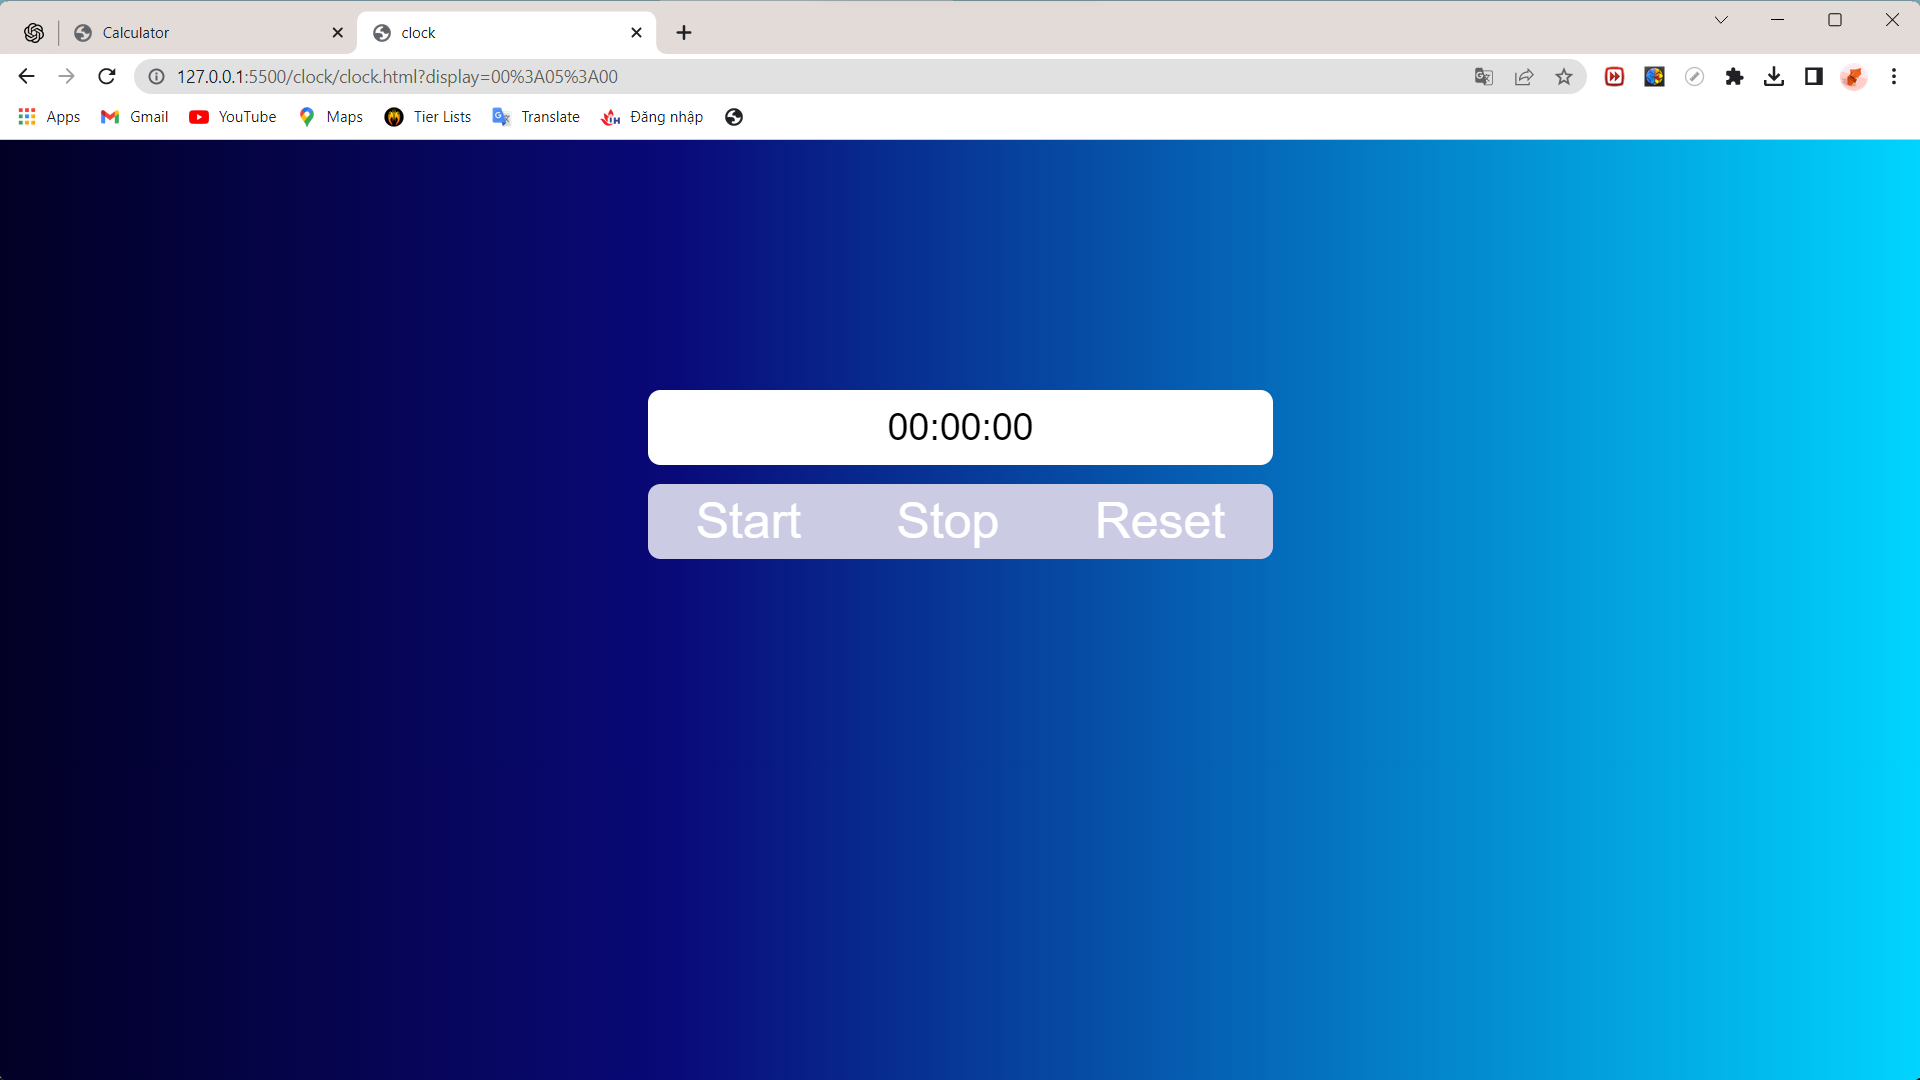 Calculator
clock
127.0.0.1:5500/clock/clock.html?display=00%3A05%3A00
Apps Gmail YouTube Maps Tier Lists Translate Đăng nhập
00:00:00
Start Stop Reset